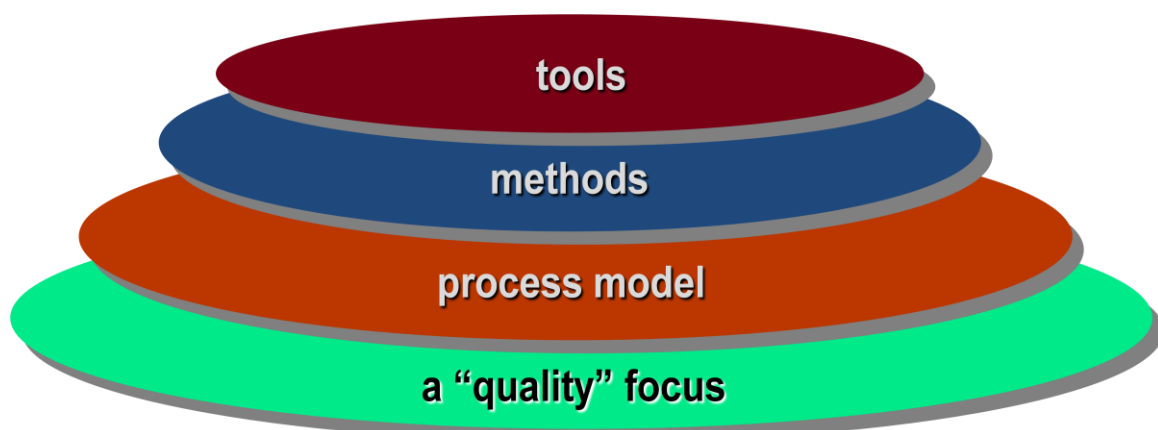 tools
methods
process model
a “quality” focus